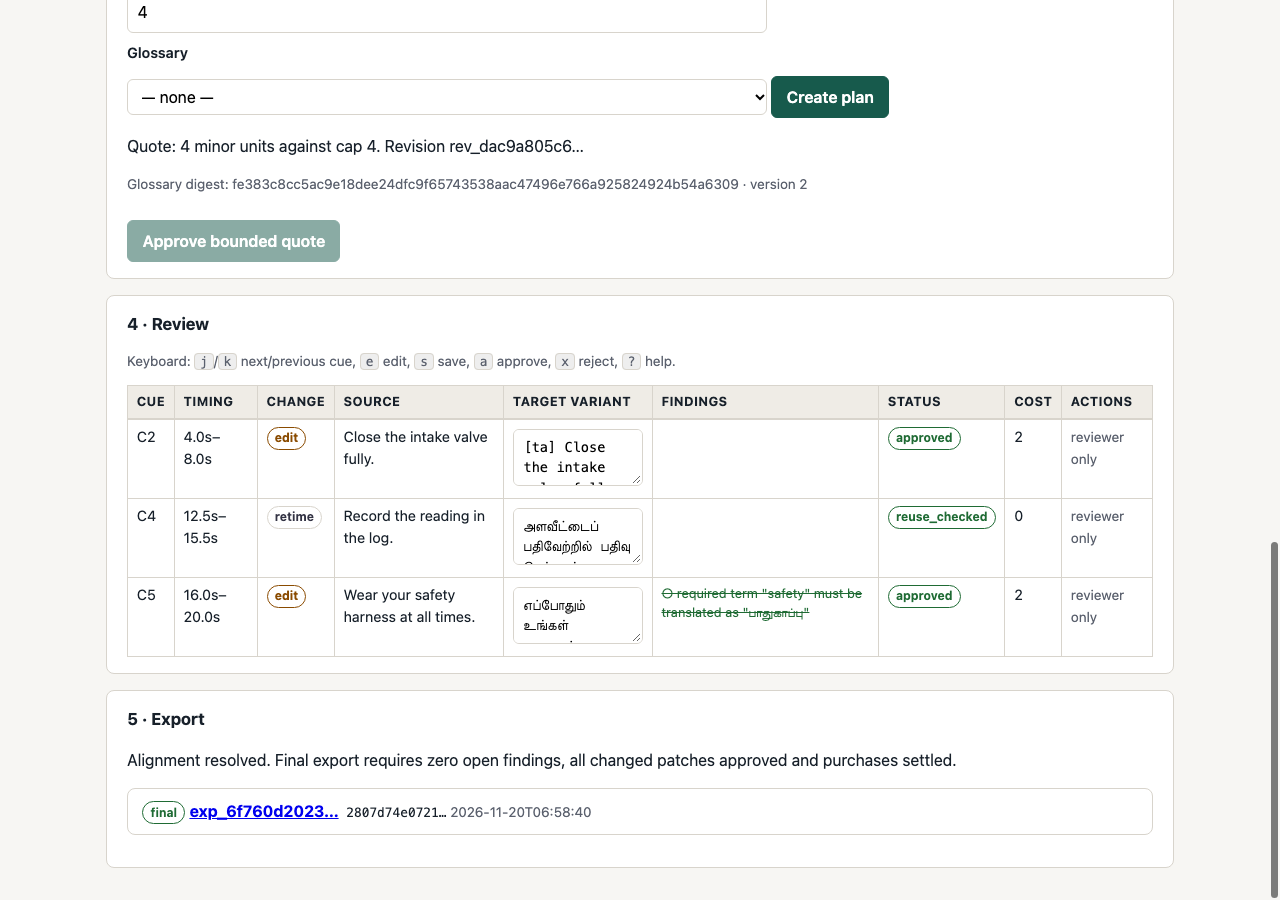 4
Glossary
— none —
Create plan
Quote: 4 minor units against cap 4. Revision rev_dac9a805c6...
Glossary digest: fe383c8cc5ac9e18dee24dfc9f65743538aac47496e766a925824924b54a6309 · version 2
Approve bounded quote
4 · Review
Keyboard: j/k next/previous cue, e edit, s save, a approve, x reject, ? help.
CUE TIMING CHANGE SOURCE TARGET VARIANT FINDINGS STATUS COST ACTIONS
C2
4.0s–
8.0s
edit
Close the intake valve
fully.
[ta] Close
the intake
approved
2
reviewer
only
C4
12.5s–
15.5s
retime
Record the reading in
the log.
அளவீட்டைப்
பதிவேற்றில் பதிவு
reuse_checked
0
reviewer
only
C5
16.0s–
20.0s
edit
Wear your safety
harness at all times.
எப்போதும்
உங்கள்
O required term "safety" must be
translated as "பாதுகாப்பு"
approved
2
reviewer
only
5 · Export
Alignment resolved. Final export requires zero open findings, all changed patches approved and purchases settled.
final exp_6f760d2023... 2807d74e0721… 2026-11-20T06:58:40